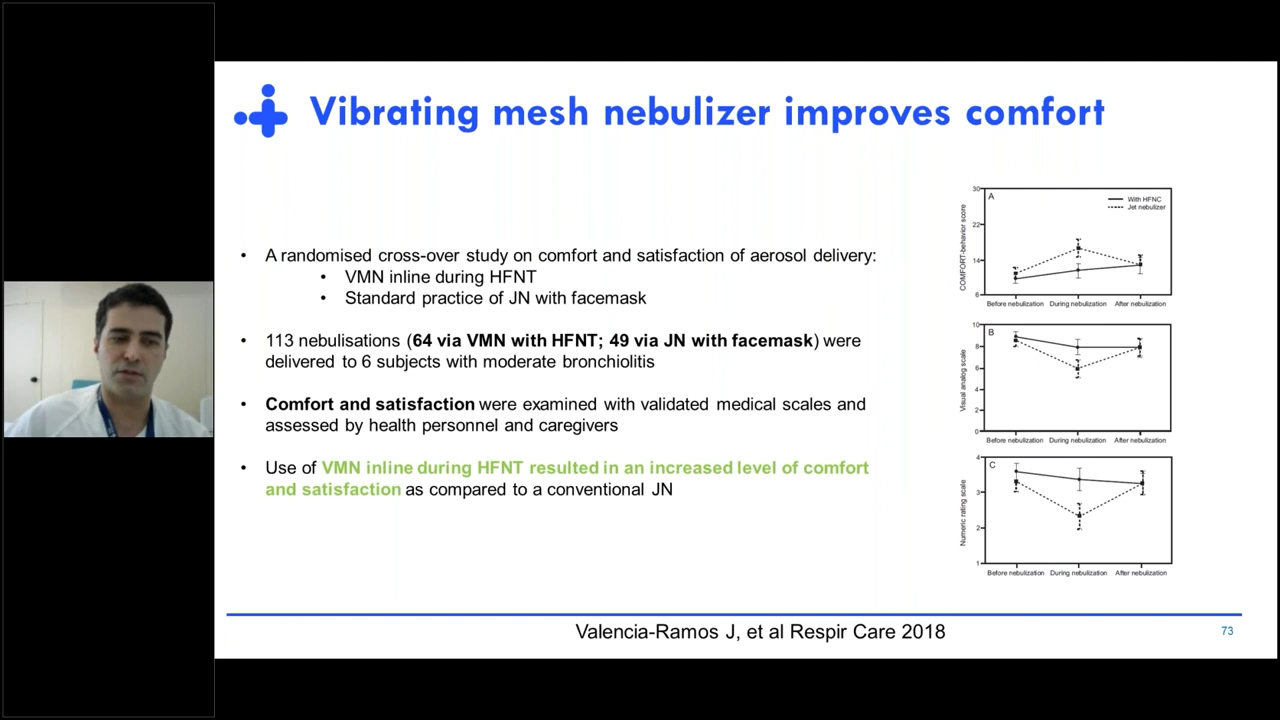 Vibrating mesh nebulizer improves comfort
• A randomised cross-over study on comfort and satisfaction of aerosol delivery:
• VMN inline during HFNT
• Standard practice of JN with facemask
• 113 nebulisations (64 via VMN with HFNT; 49 via JN with facemask) were
delivered to 6 subjects with moderate bronchiolitis
• Comfort and satisfaction were examined with validated medical scales and
assessed by health personnel and caregivers
• Use of VMN inline during HFNT resulted in an increased level of comfort
and satisfaction as compared to a conventional JN
A
With HFNC
Jet nebulizer
COMFORT-behavior score
30
22
14
6
Before nebulization During nebulization After nebulization
B
Visual analog scale
10
8
6
4
2
0
Before nebulization During nebulization After nebulization
C
Numeric rating scale
4
3
2
1
Before nebulization During nebulization After nebulization
Valencia-Ramos J, et al Respir Care 2018
73